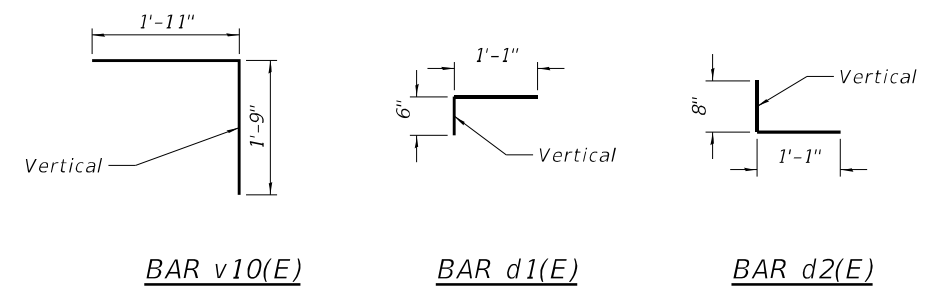 1'-11"
1'-9"
Vertical
BAR v10(E)
1'-1"
6"
Vertical
BAR d1(E)
8"
Vertical
1'-1"
BAR d2(E)